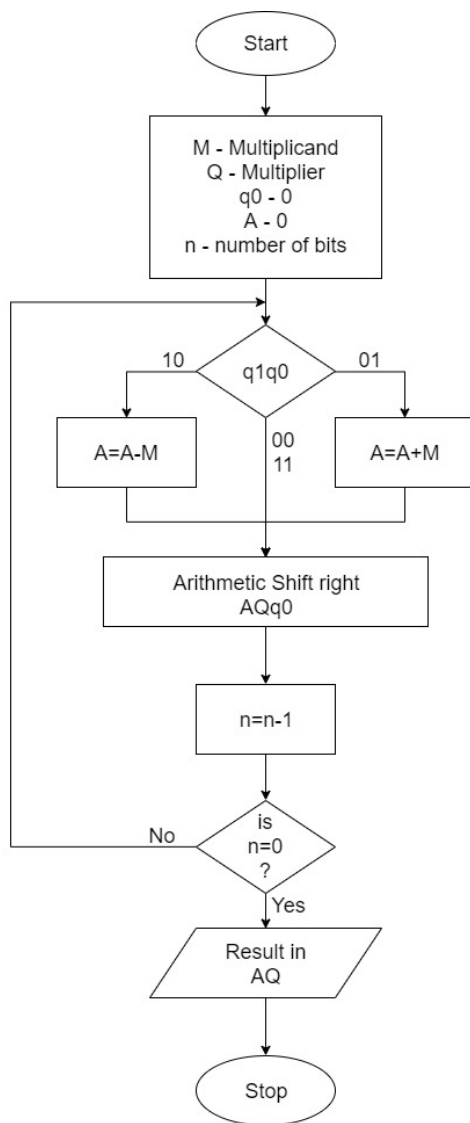 Start
M - Multiplicand
Q - Multiplier
q0 - 0
A - 0
n - number of bits
q1q0
10
01
00
11
A=A-M
A=A+M
Arithmetic Shift right
AQq0
n=n-1
is
n=0
?
No
Yes
Result in
AQ
Stop